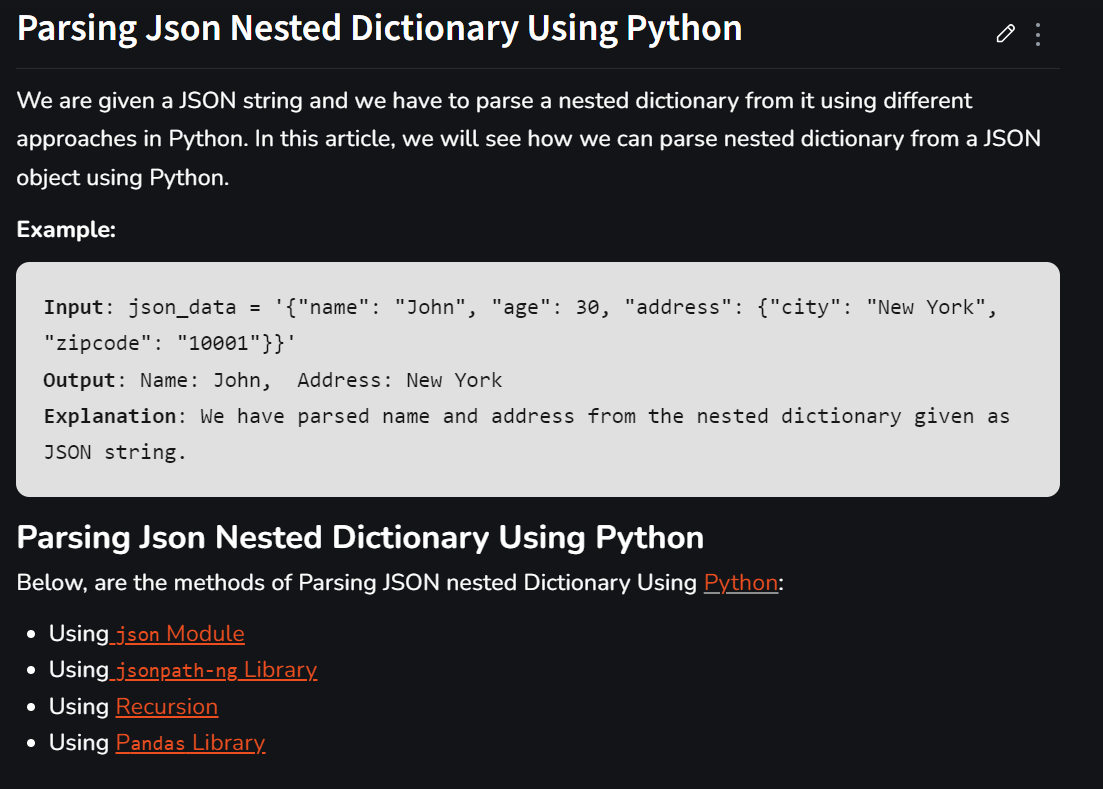 Parsing Json Nested Dictionary Using Python
We are given a JSON string and we have to parse a nested dictionary from it using different
approaches in Python. In this article, we will see how we can parse nested dictionary from a JSON
object using Python.
Example:
Input: json_data = '{"name": "John", "age": 30, "address": {"city": "New York",
"zipcode": "10001"}}'
Output: Name: John,  Address: New York
Explanation: We have parsed name and address from the nested dictionary given as
JSON string.
Parsing Json Nested Dictionary Using Python
Below, are the methods of Parsing JSON nested Dictionary Using Python:
• Using json Module
• Using jsonpath-ng Library
• Using Recursion
• Using Pandas Library